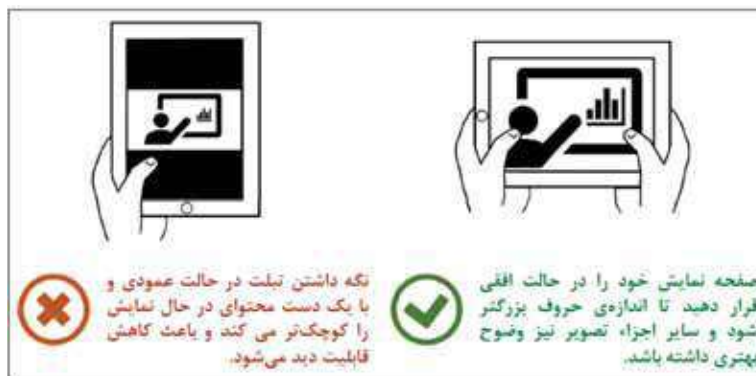 صفحه نمایش خود را در حالت افقی
قرار دهید تا اندازه‌ی حروف بزرگتر
شود و سایر اجزاء تصویر نیز وضوح
بهتری داشته باشد.
نگه داشتن تبلت در حالت عمودی و
با یک دست محتوای در حال نمایش
را کوچک‌تر می کند و باعث کاهش
قابلیت دید می‌شود.